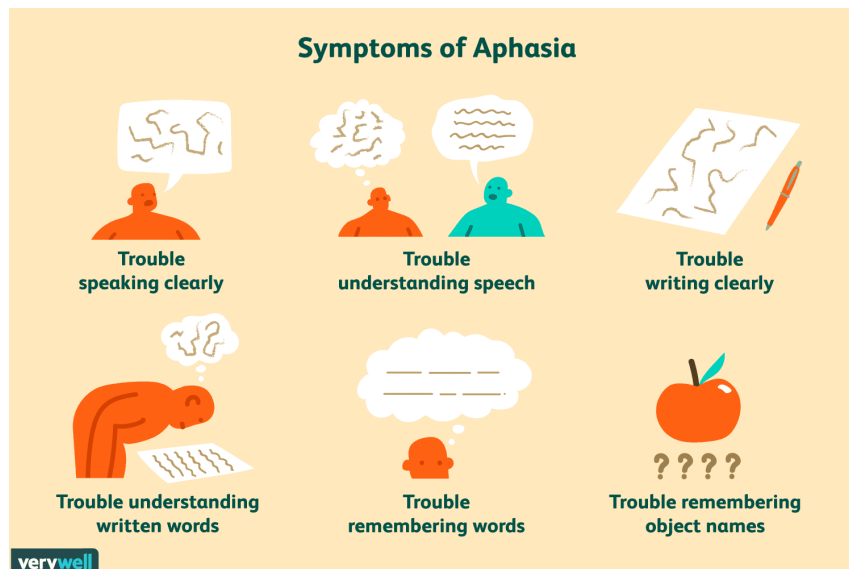 Symptoms of Aphasia
Trouble
speaking clearly
Trouble
understanding speech
Trouble
writing clearly
Trouble understanding
written words
Trouble
remembering words
Trouble remembering
object names
? ? ? ?
verywell